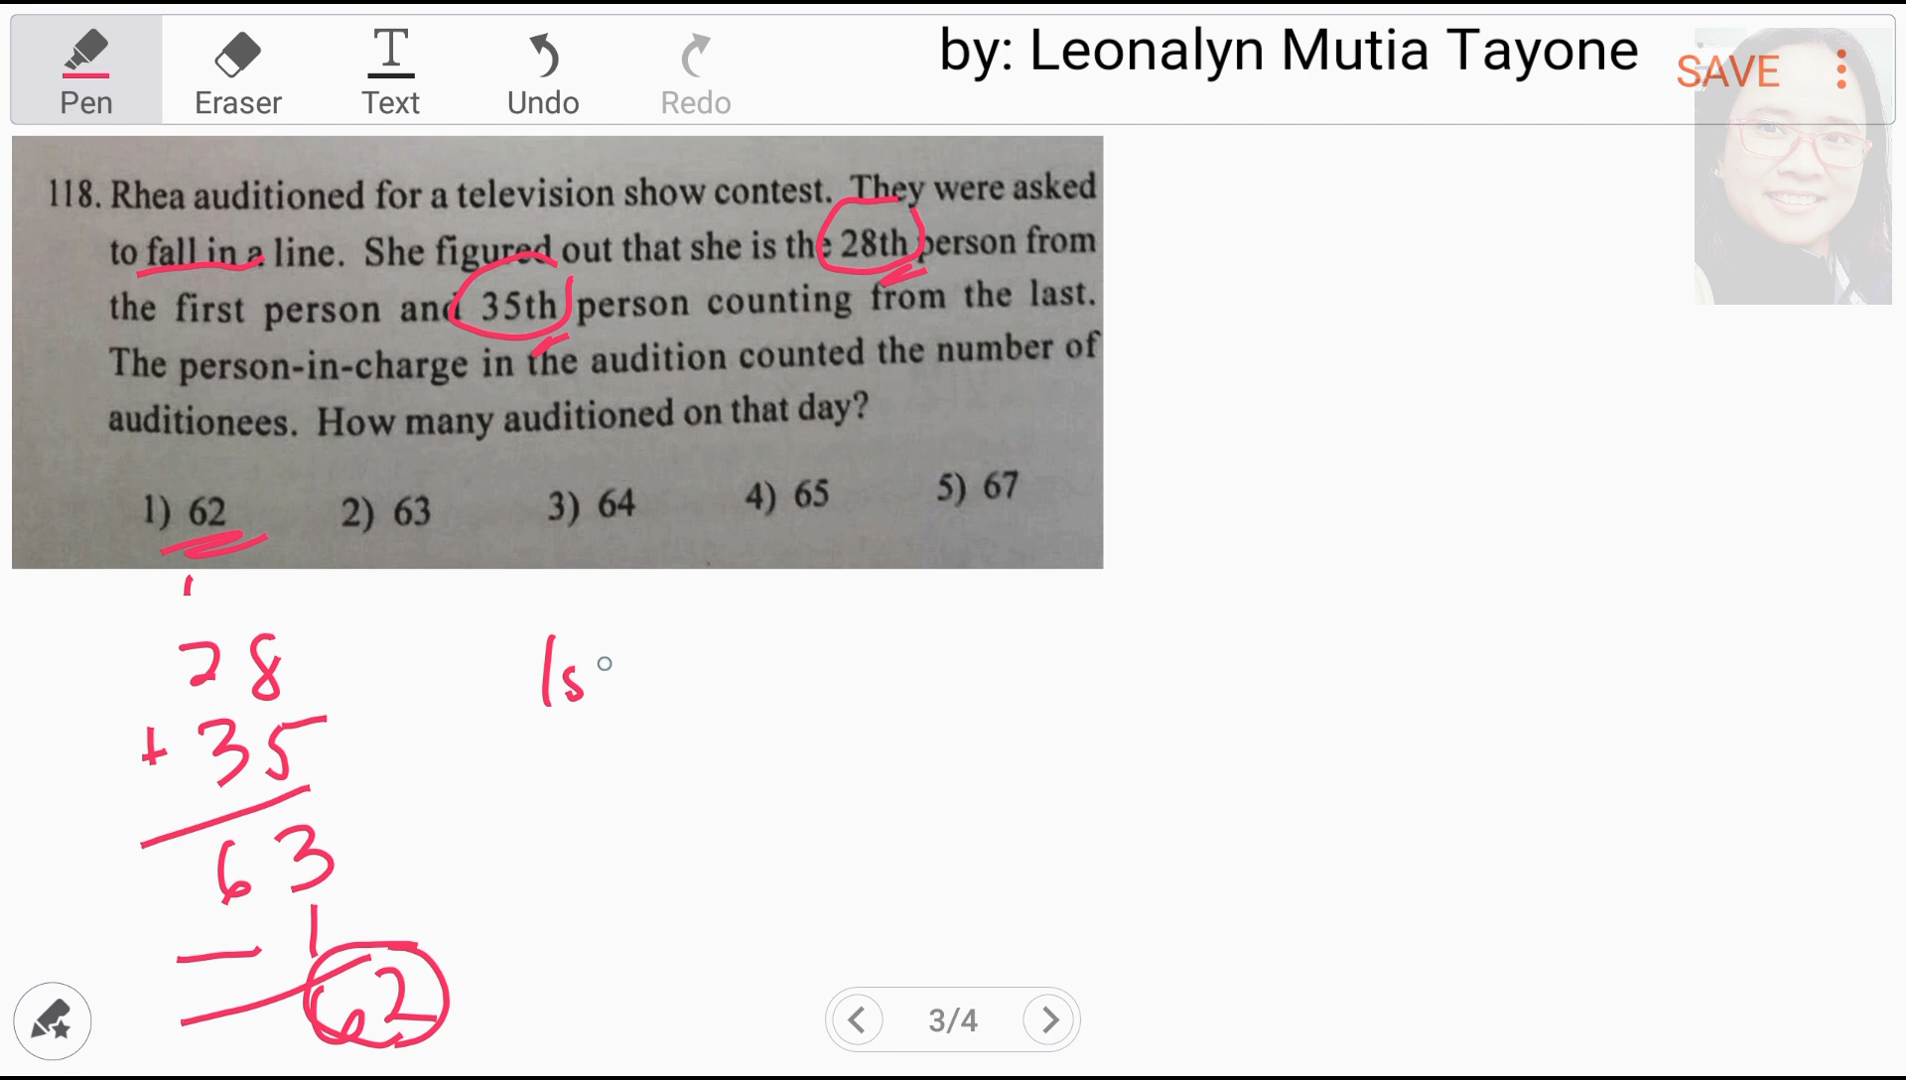 Pen
Eraser
Text
Undo
Redo
by: Leonalyn Mutia Tayone
SAVE
118. Rhea auditioned for a television show contest. They were asked
to fall in a line. She figured out that she is the 28th person from
the first person and 35th person counting from the last.
The person-in-charge in the audition counted the number of
auditionees. How many auditioned on that day?
1) 62 2) 63 3) 64 4) 65 5) 67
1
28
+ 35
63
- 1
62
1s
3/4